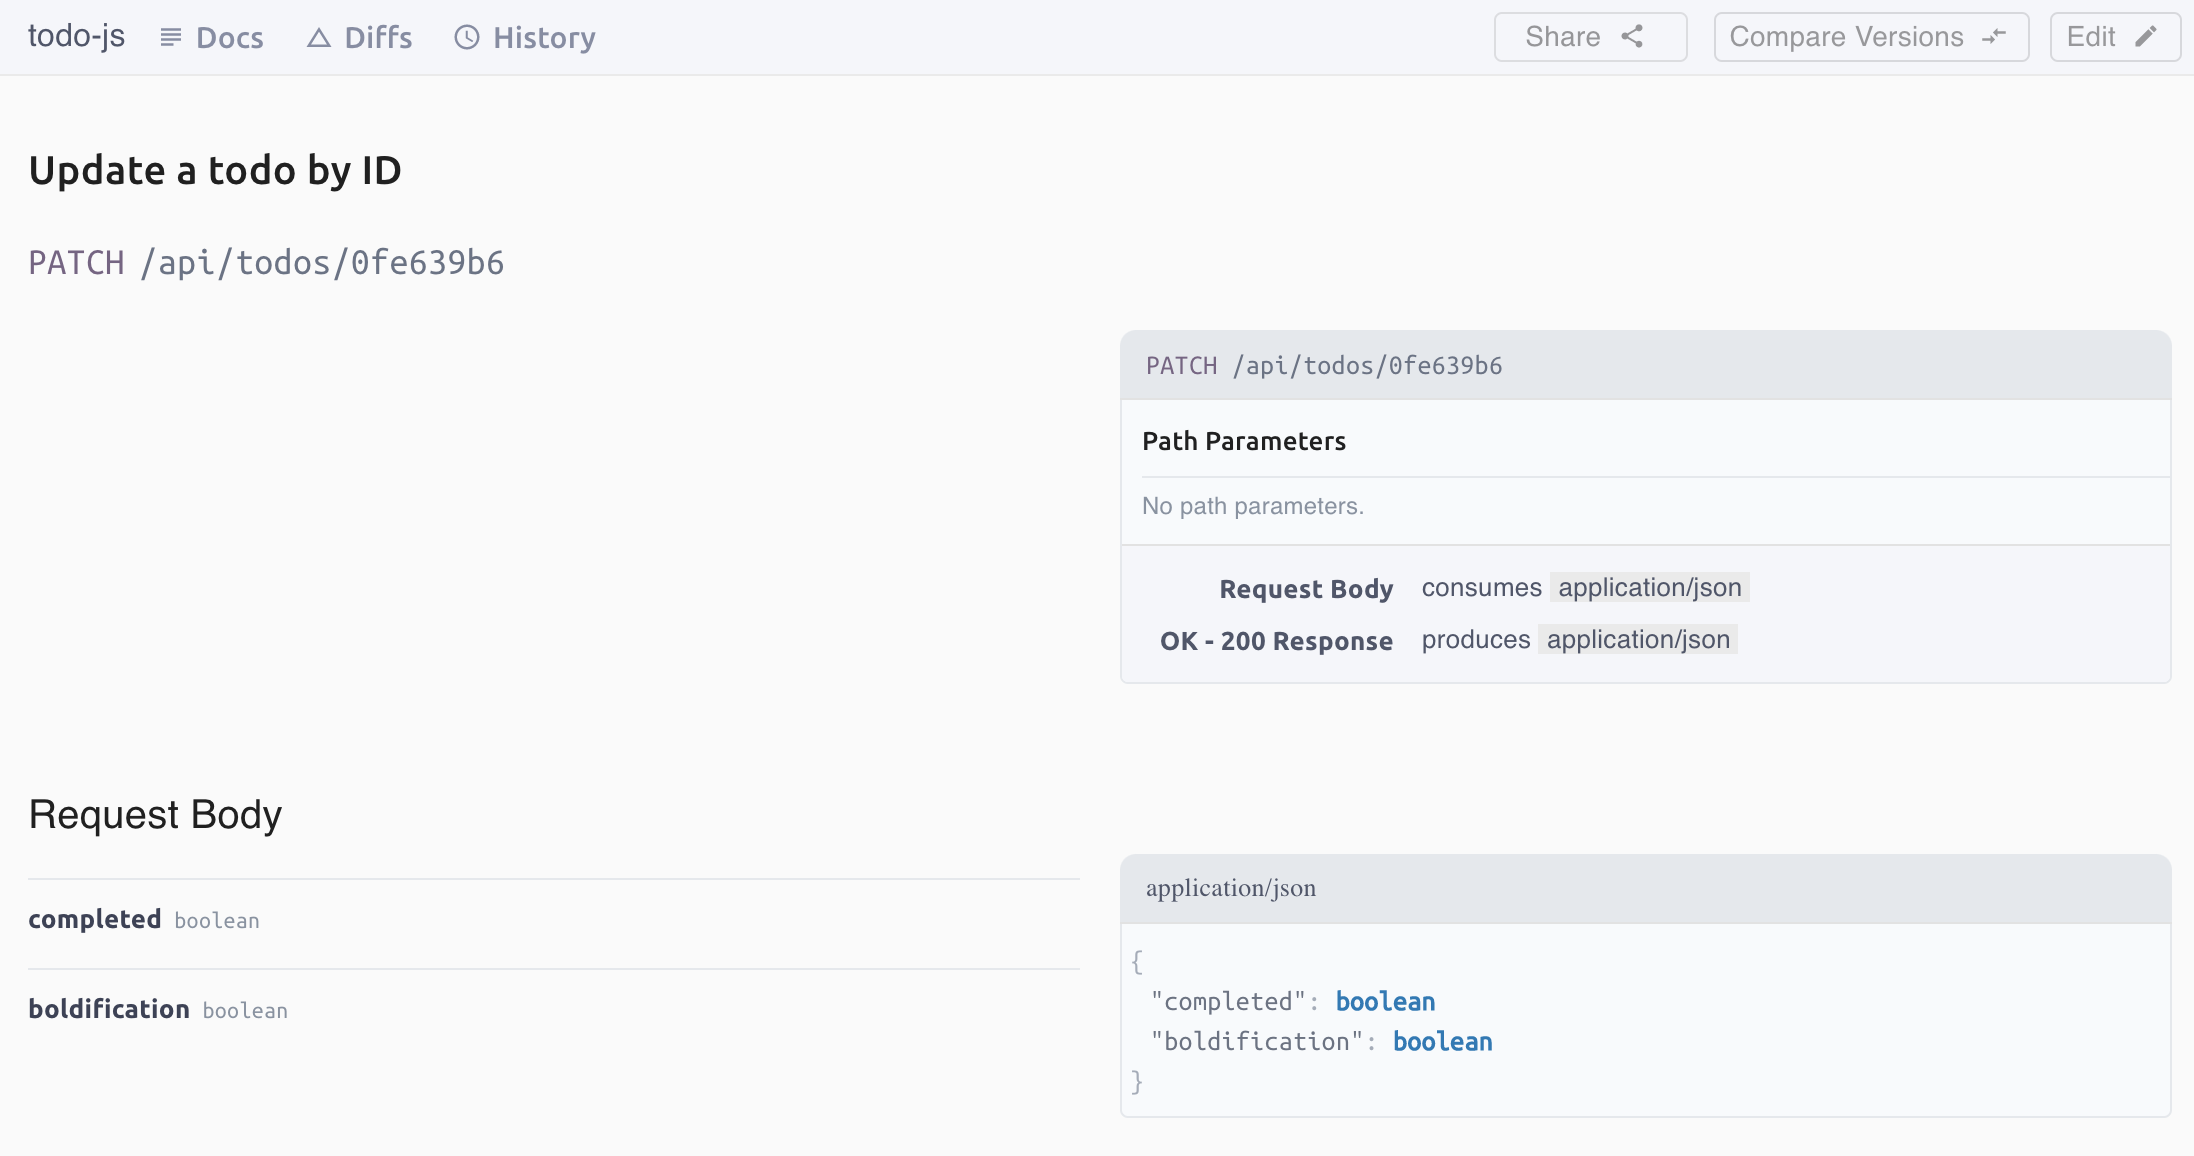 todo-js Docs Diffs History Share Compare Versions Edit
Update a todo by ID
PATCH /api/todos/0fe639b6
PATCH /api/todos/0fe639b6
Path Parameters
No path parameters.
Request Body consumes application/json
OK - 200 Response produces application/json
Request Body
completed boolean
boldification boolean
application/json
{
"completed": boolean
"boldification": boolean
}